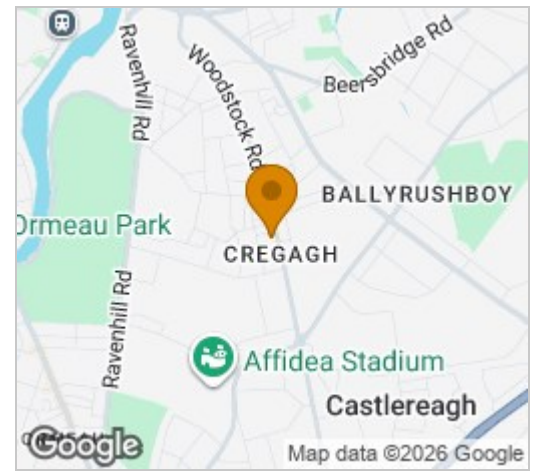 Ravenhill Rd
Woodstock Rd
Beersbridge Rd
BALLYRUSHBOY
Ormeau Park
CREGAGH
Ravenhill Rd
Affidea Stadium
Castlereagh
Google
Map data ©2026 Google